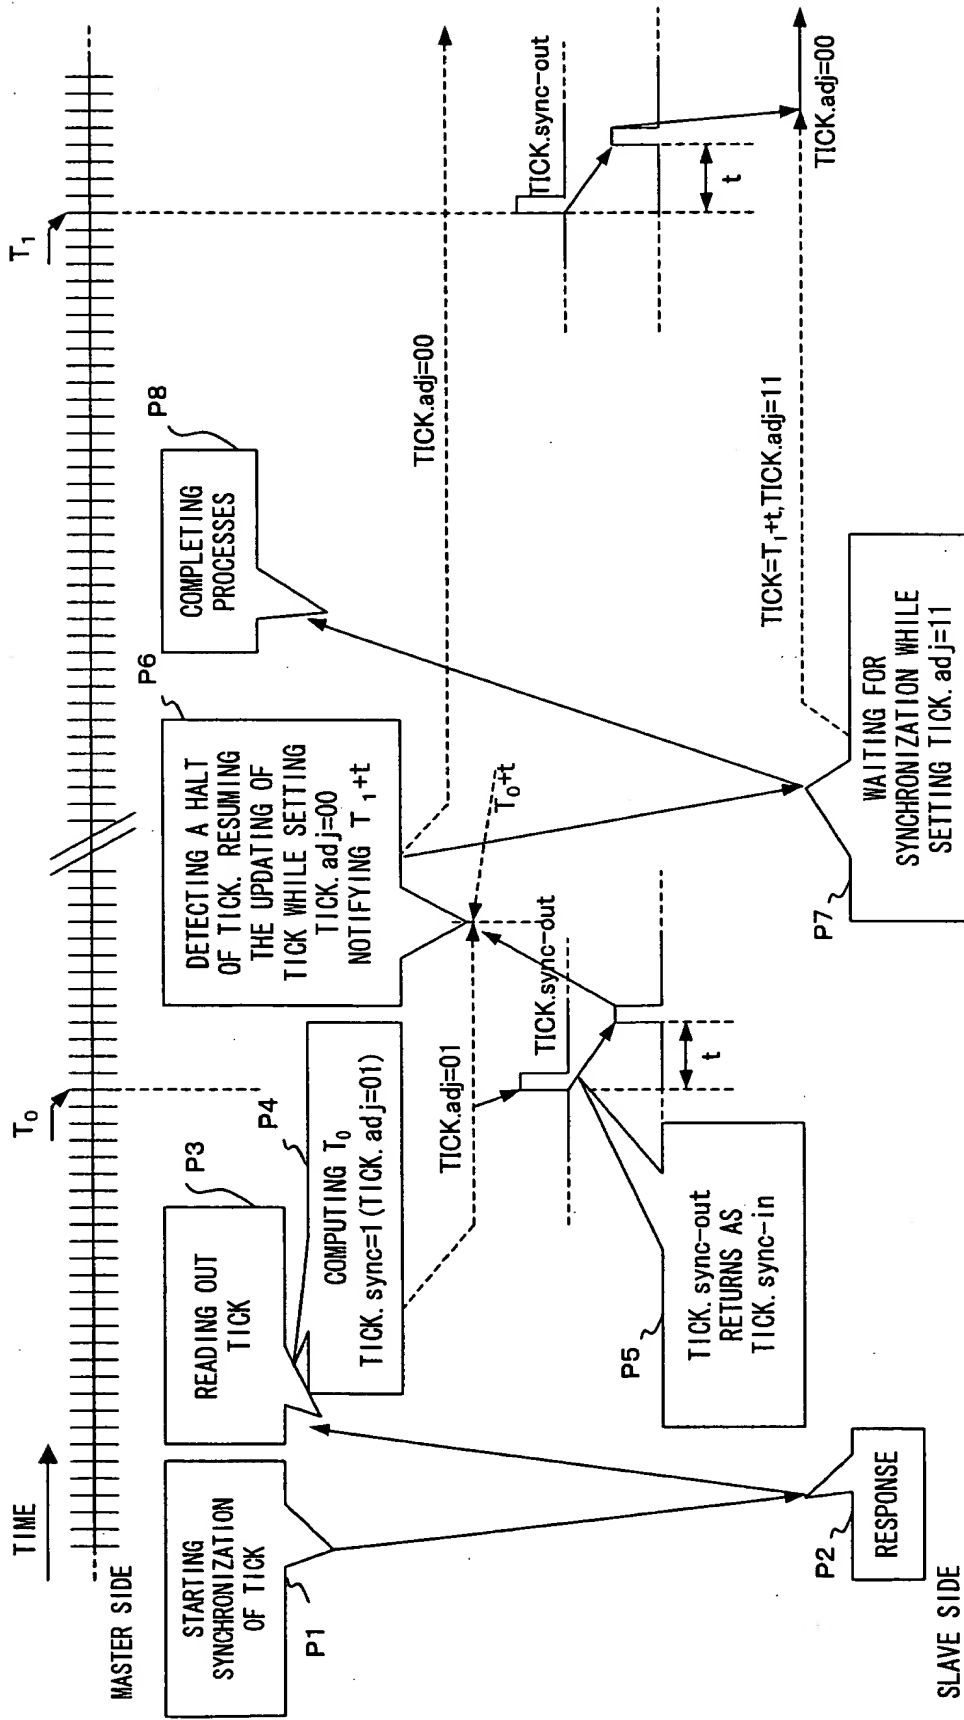 TIME
MASTER SIDE
T0
T1
STARTING
SYNCHRONIZATION
OF TICK
P1
READING OUT
TICK
P3
P4
COMPUTING T0
TICK. sync=1(TICK. adj=01)
DETECTING A HALT
OF TICK. RESUMING
THE UPDATING OF
TICK WHILE SETTING
TICK. adj=00
NOTIFYING T1+t
P6
COMPLETING
PROCESSES
P8
TICK.adj=00
TICK.adj=01
T0+t
TICK.sync-out
t
TICK.sync-out
t
TICK. sync-out
RETURNS AS
TICK. sync-in
P5
TICK=T1+t,TICK.adj=11
TICK.adj=00
P2
RESPONSE
P7
WAITING FOR
SYNCHRONIZATION WHILE
SETTING TICK. adj=11
SLAVE SIDE